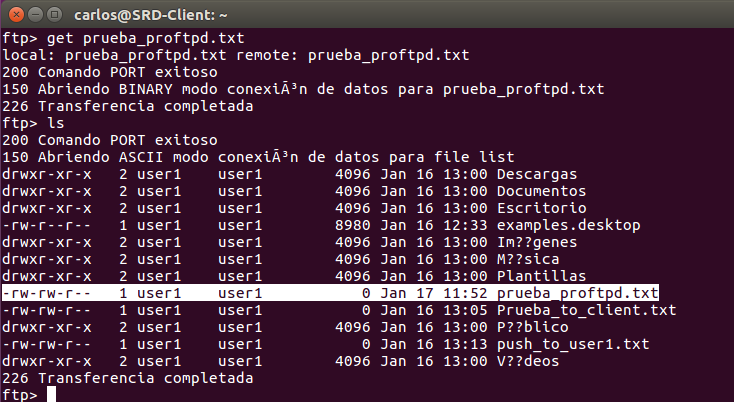 carlos@SRD-Client: ~
ftp> get prueba_proftpd.txt
local: prueba_proftpd.txt remote: prueba_proftpd.txt
200 Comando PORT exitoso
150 Abriendo BINARY modo conexiÃ³n de datos para prueba_proftpd.txt
226 Transferencia completada
ftp> ls
200 Comando PORT exitoso
150 Abriendo ASCII modo conexiÃ³n de datos para file list
drwxr-xr-x   2 user1    user1        4096 Jan 16 13:00 Descargas
drwxr-xr-x   2 user1    user1        4096 Jan 16 13:00 Documentos
drwxr-xr-x   2 user1    user1        4096 Jan 16 13:00 Escritorio
-rw-r--r--   1 user1    user1        8980 Jan 16 12:33 examples.desktop
drwxr-xr-x   2 user1    user1        4096 Jan 16 13:00 Im??genes
drwxr-xr-x   2 user1    user1        4096 Jan 16 13:00 M??sica
drwxr-xr-x   2 user1    user1        4096 Jan 16 13:00 Plantillas
-rw-rw-r--   1 user1    user1           0 Jan 17 11:52 prueba_proftpd.txt
-rw-rw-r--   1 user1    user1           0 Jan 16 13:05 Prueba_to_client.txt
drwxr-xr-x   2 user1    user1        4096 Jan 16 13:00 P??blico
-rw-rw-r--   1 user1    user1           0 Jan 16 13:13 push_to_user1.txt
drwxr-xr-x   2 user1    user1        4096 Jan 16 13:00 V??deos
226 Transferencia completada
ftp>